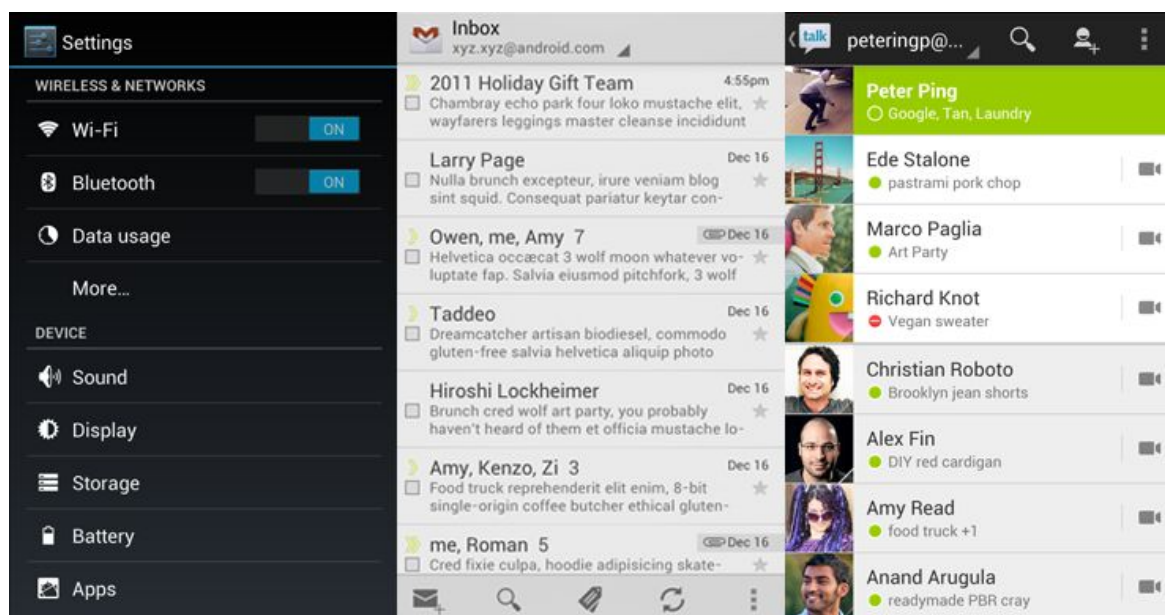 Settings
WIRELESS & NETWORKS
Wi-Fi ON
Bluetooth ON
Data usage
More...
DEVICE
Sound
Display
Storage
Battery
Apps
Inbox
xyz.xyz@android.com
2011 Holiday Gift Team 4:55pm
Chambray echo park four loko mustache elit,
wayfarers leggings master cleanse incididunt
Larry Page Dec 16
Nulla brunch excepteur, irure veniam blog
sint squid. Consequat pariatur keytar con-
Owen, me, Amy 7 Dec 16
Helvetica occæcat 3 wolf moon whatever vo-
luptate fap. Salvia eiusmod pitchfork, 3 wolf
Taddeo Dec 16
Dreamcatcher artisan biodiesel, commodo
gluten-free salvia helvetica aliquip photo
Hiroshi Lockheimer Dec 16
Brunch cred wolf art party, you probably
haven't heard of them et officia mustache lo-
Amy, Kenzo, Zi 3 Dec 16
Food truck reprehenderit elit enim, 8-bit
single-origin coffee butcher ethical gluten-
me, Roman 5 Dec 16
Cred fixie culpa, hoodie adipisicing skate-
talk peteringp@...
Peter Ping
Google, Tan, Laundry
Ede Stalone
pastrami pork chop
Marco Paglia
Art Party
Richard Knot
Vegan sweater
Christian Roboto
Brooklyn jean shorts
Alex Fin
DIY red cardigan
Amy Read
food truck +1
Anand Arugula
readymade PBR cray